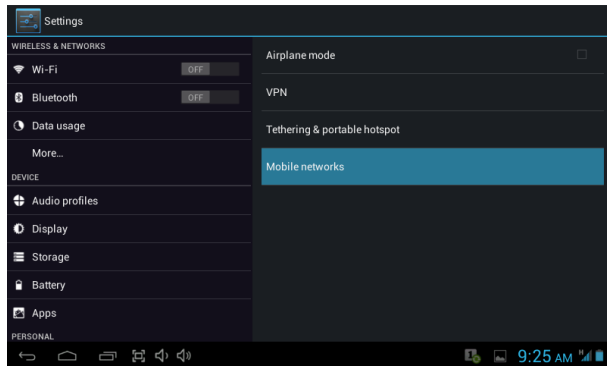 Settings
WIRELESS & NETWORKS
Wi-Fi OFF
Bluetooth OFF
Data usage
More...
DEVICE
Audio profiles
Display
Storage
Battery
Apps
PERSONAL
Airplane mode
VPN
Tethering & portable hotspot
Mobile networks
9:25 AM